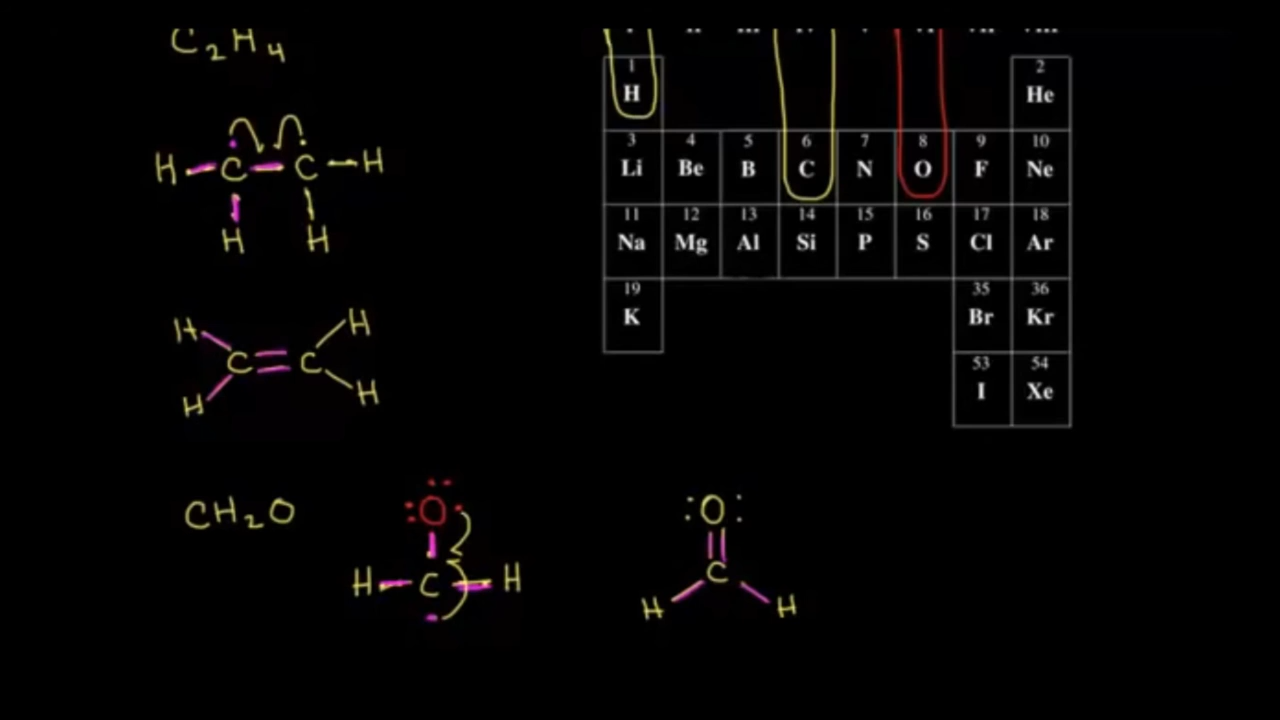 C2H4
H C C H
H H
H H
C C
H H
CH2O
:O
H C H
:O:
C
H H
1 2
H He
3 4 5 6 7 8 9 10
Li Be B C N O F Ne
11 12 13 14 15 16 17 18
Na Mg Al Si P S Cl Ar
19 35 36
K Br Kr
53 54
I Xe